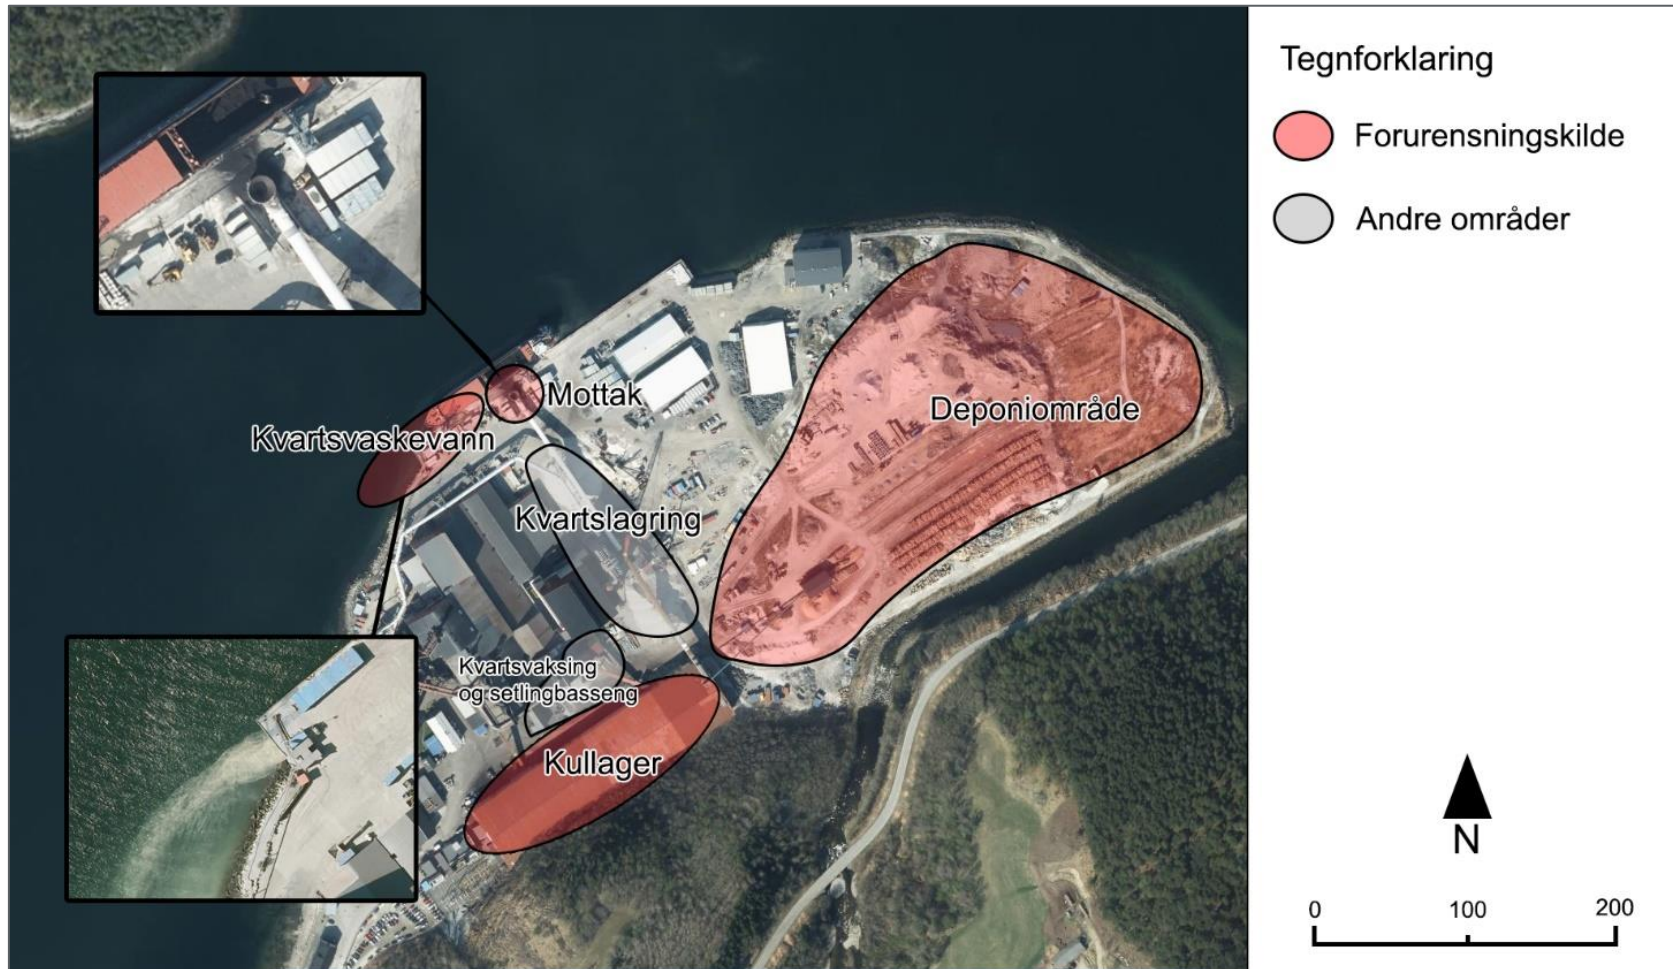 Tegnforklaring
Forurensningskilde
Andre områder
Mottak
Kvartsvaskevann
Deponiområde
Kvartslagring
Kvartsvaksing
og setlingbasseng
Kullager
N
0 100 200